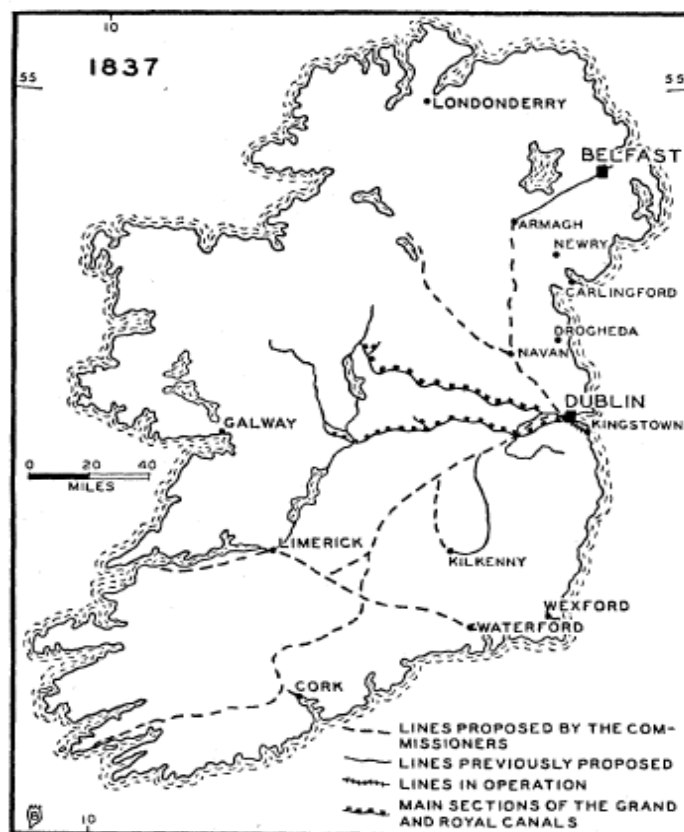 10
1837
55
55
LONDONDERRY
BELFAST
ARMAGH
NEWRY
CARLINGFORD
DROGHEDA
NAVAN
DUBLIN
KINGSTOWN
GALWAY
0 20 40
MILES
LIMERICK
KILKENNY
WEXFORD
WATERFORD
CORK
LINES PROPOSED BY THE COM-
MISSIONERS
LINES PREVIOUSLY PROPOSED
LINES IN OPERATION
MAIN SECTIONS OF THE GRAND
AND ROYAL CANALS
10